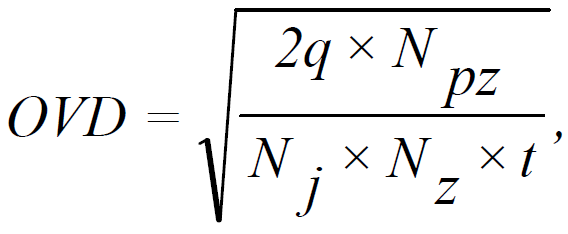 OVD = √((2q × N_pz) / (N_j × N_z × t)),